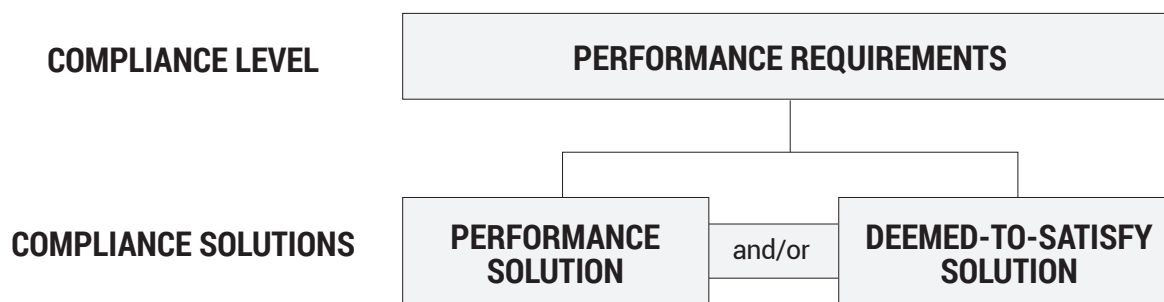 COMPLIANCE LEVEL
PERFORMANCE REQUIREMENTS
COMPLIANCE SOLUTIONS
PERFORMANCE
SOLUTION
and/or
DEEMED-TO-SATISFY
SOLUTION